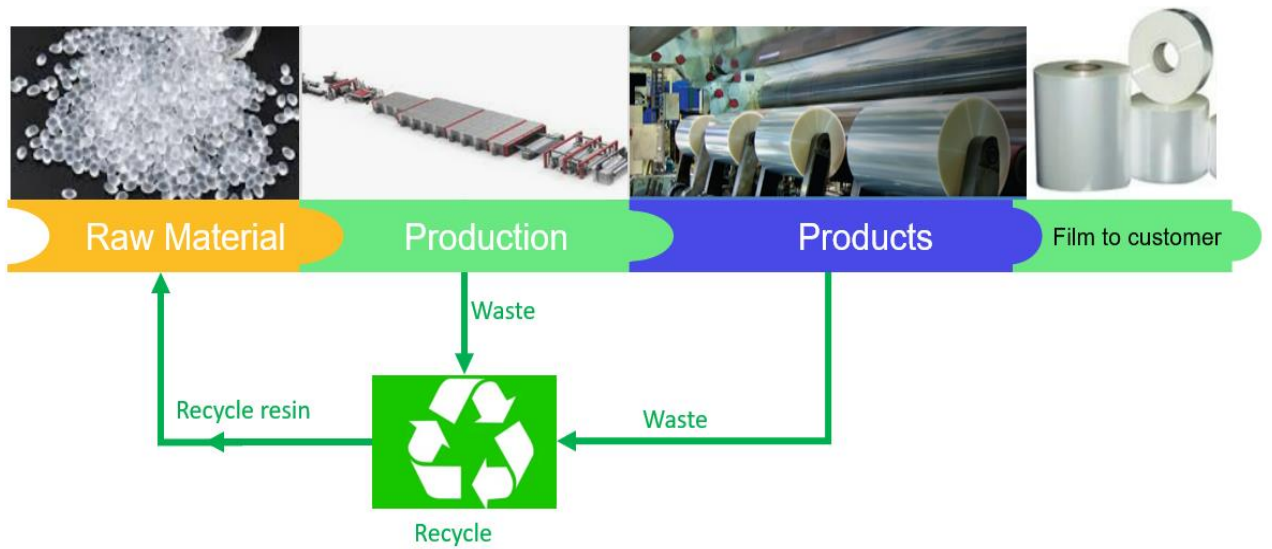 Raw Material
Production
Products
Film to customer
Waste
Recycle resin
Waste
Recycle